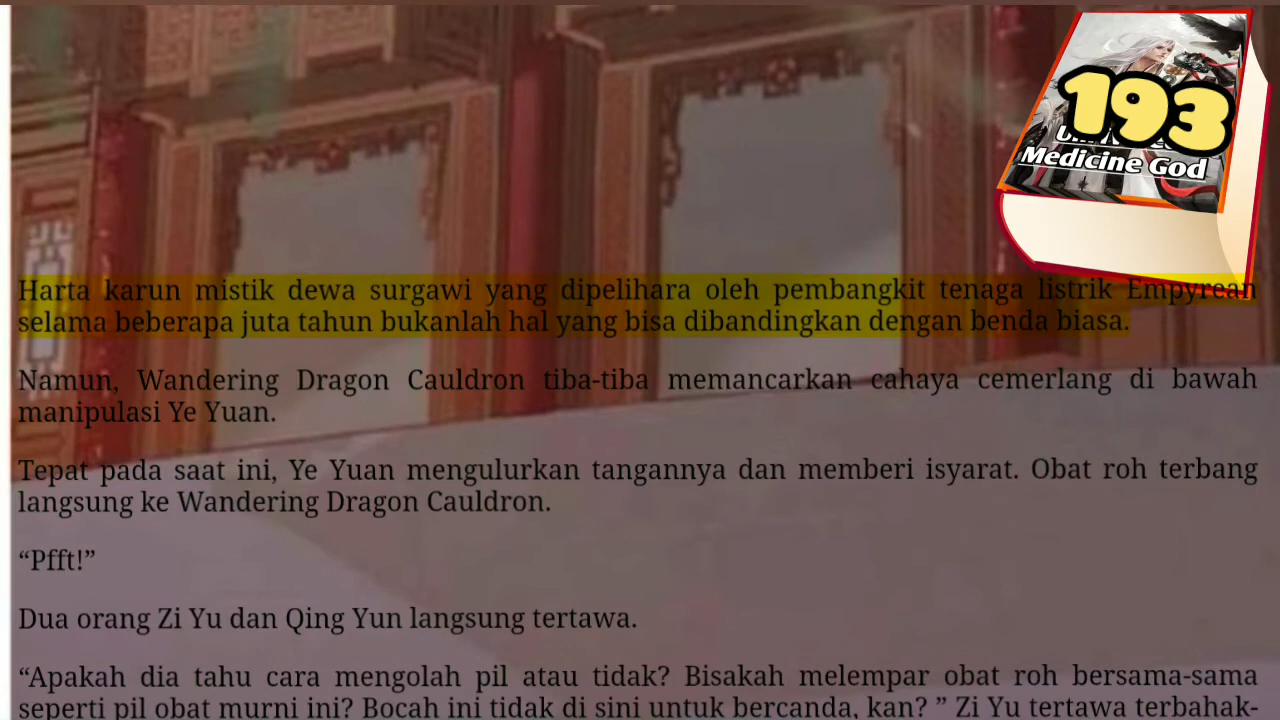 193
Medicine God
Harta karun mistik dewa surgawi yang dipelihara oleh pembangkit tenaga listrik Empyrean
selama beberapa juta tahun bukanlah hal yang bisa dibandingkan dengan benda biasa.
Namun, Wandering Dragon Cauldron tiba-tiba memancarkan cahaya cemerlang di bawah
manipulasi Ye Yuan.
Tepat pada saat ini, Ye Yuan mengulurkan tangannya dan memberi isyarat. Obat roh terbang
langsung ke Wandering Dragon Cauldron.
“Pfft!”
Dua orang Zi Yu dan Qing Yun langsung tertawa.
“Apakah dia tahu cara mengolah pil atau tidak? Bisakah melempar obat roh bersama-sama
seperti pil obat murni ini? Bocah ini tidak di sini untuk bercanda, kan? ” Zi Yu tertawa terbahak-